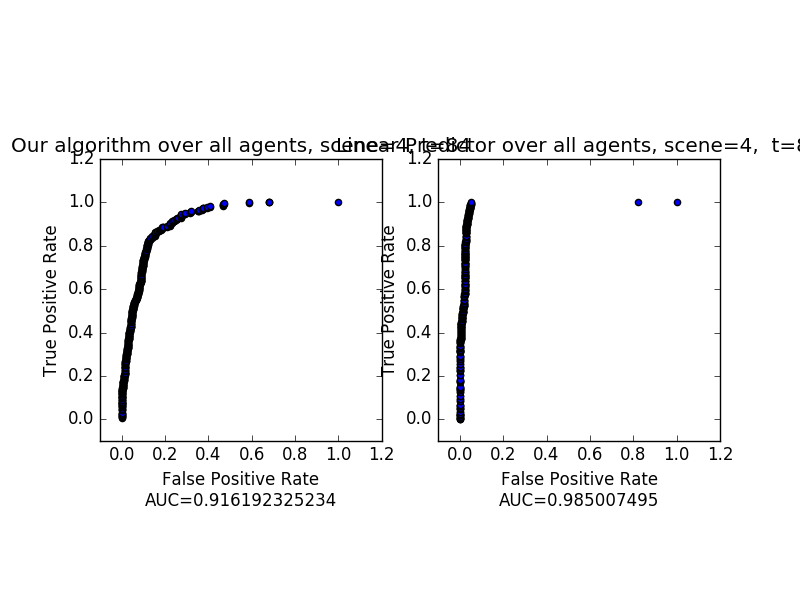 Our algorithm over all agents, scene=4, t=84
Linear Predictor over all agents, scene=4, t=8
True Positive Rate
1.2
1.0
0.8
0.6
0.4
0.2
0.0
0.0 0.2 0.4 0.6 0.8 1.0 1.2
False Positive Rate
AUC=0.916192325234
True Positive Rate
1.2
1.0
0.8
0.6
0.4
0.2
0.0
0.0 0.2 0.4 0.6 0.8 1.0 1.2
False Positive Rate
AUC=0.985007495